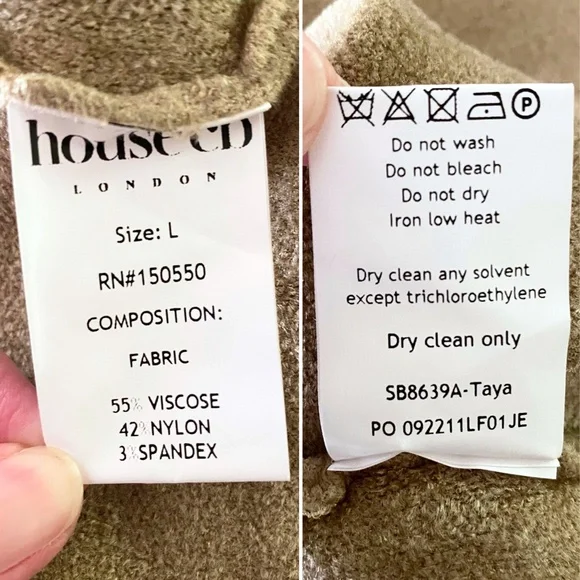 house CB
LONDON
Size: L
RN#150550
COMPOSITION:
FABRIC
55% VISCOSE
42% NYLON
3% SPANDEX
P
Do not wash
Do not bleach
Do not dry
Iron low heat
Dry clean any solvent
except trichloroethylene
Dry clean only
SB8639A-Taya
PO 092211LF01JE